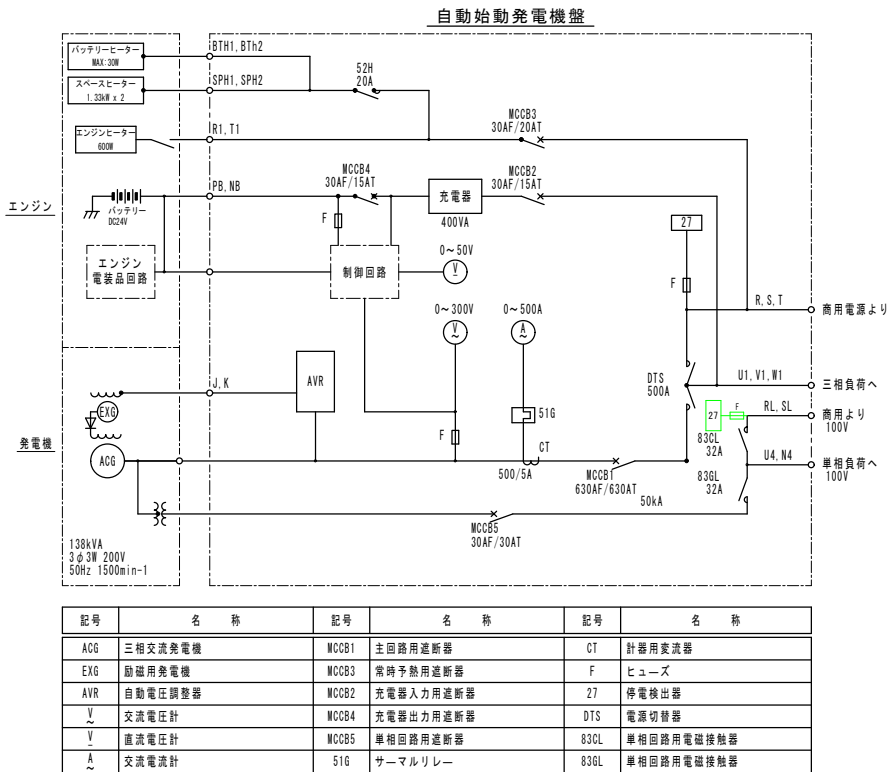 自動始動発電機盤
バッテリーヒーター
MAX:30W
スペースヒーター
1.33kW x 2
エンジンヒーター
600W
BTH1, BTh2
SPH1, SPH2
52H
20A
R1, T1
MCCB3
30AF/20AT
エンジン
PB, NB
バッテリー
DC24V
MCCB4
30AF/15AT
充電器
400VA
MCCB2
30AF/15AT
27
F
エンジン
電装品回路
制御回路
0~50V
V
F
R, S, T
商用電源より
0~300V
V
~
0~500A
A
~
AVR
J, K
DTS
500A
U1, V1, W1
三相負荷へ
発電機
EXG
ACG
51G
F
CT
500/5A
27
F
RL, SL
商用より
100V
83CL
32A
U4, N4
単相負荷へ
100V
83GL
32A
MCCB1
630AF/630AT
50kA
MCCB5
30AF/30AT
138kVA
3φ3W 200V
50Hz 1500min-1
記号 名 称 記号 名 称 記号 名 称
ACG 三相交流発電機 MCCB1 主回路用遮断器 CT 計器用変流器
EXG 励磁用発電機 MCCB3 常時予熱用遮断器 F ヒューズ
AVR 自動電圧調整器 MCCB2 充電器入力用遮断器 27 停電検出器
V ~ 交流電圧計 MCCB4 充電器出力用遮断器 DTS 電源切替器
V - 直流電圧計 MCCB5 単相回路用遮断器 83CL 単相回路用電磁接触器
A ~ 交流電流計 51G サーマルリレー 83GL 単相回路用電磁接触器